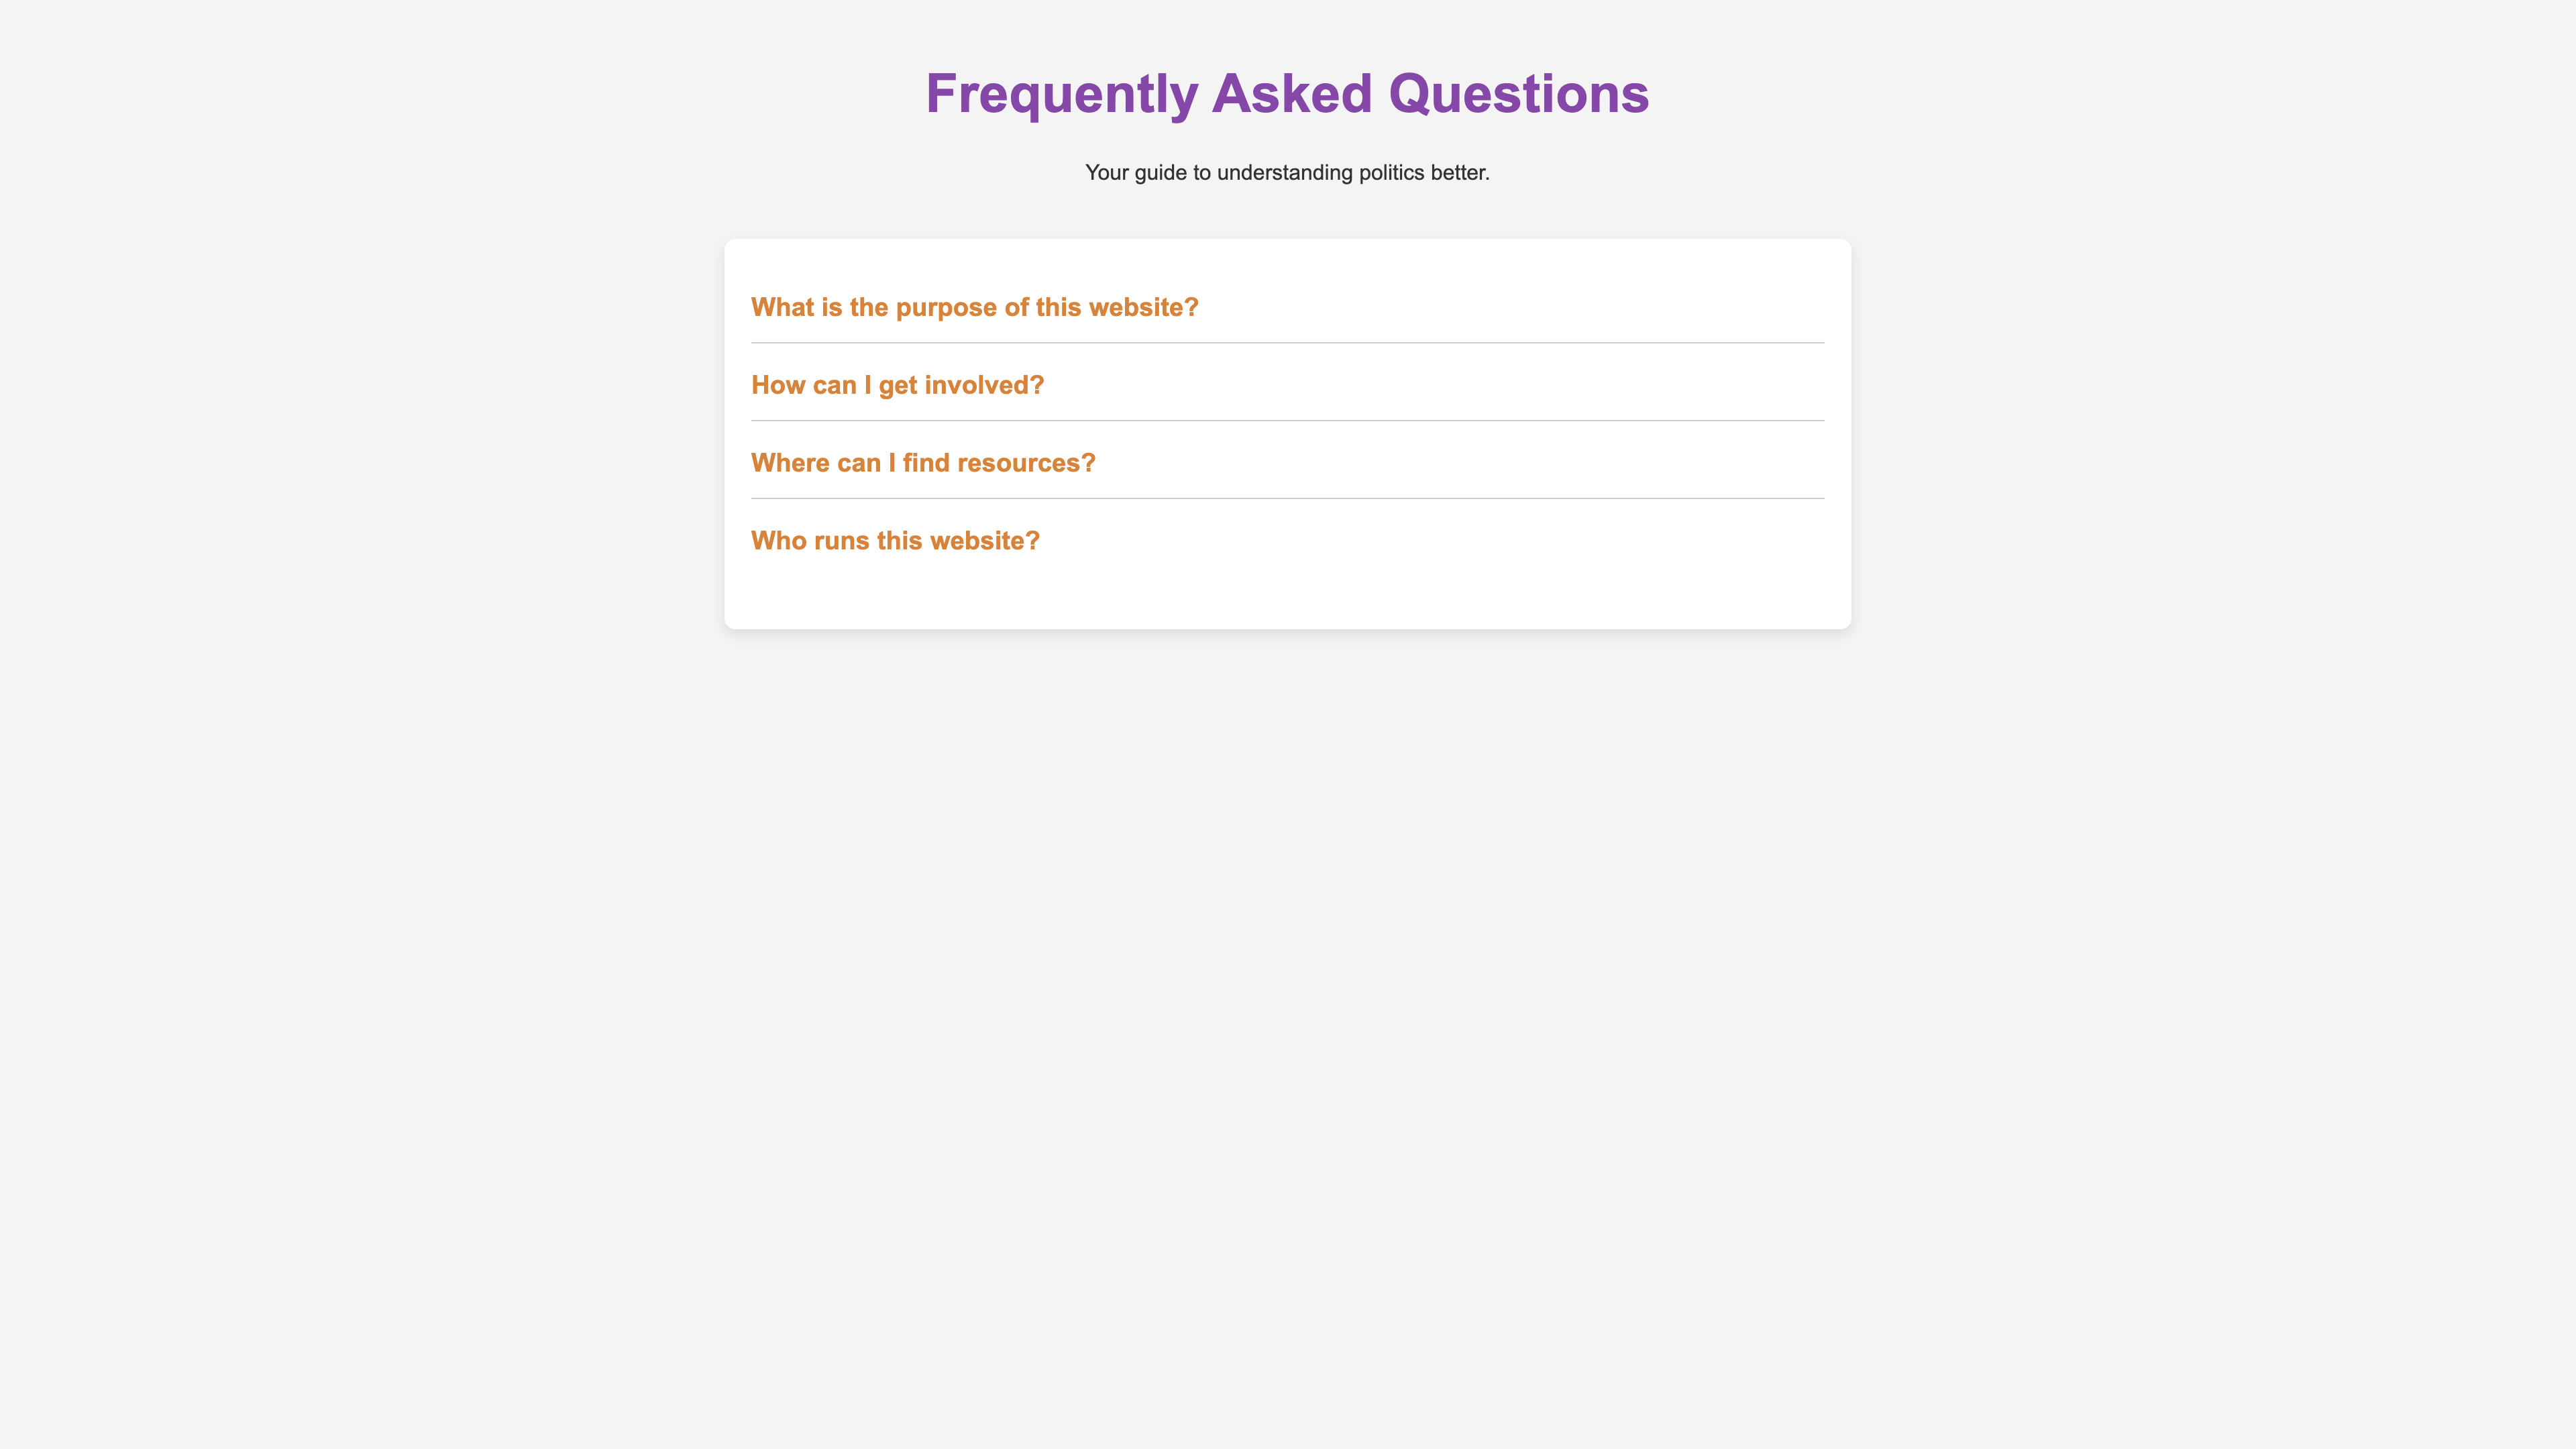 Frequently Asked Questions
Your guide to understanding politics better.
What is the purpose of this website?
How can I get involved?
Where can I find resources?
Who runs this website?